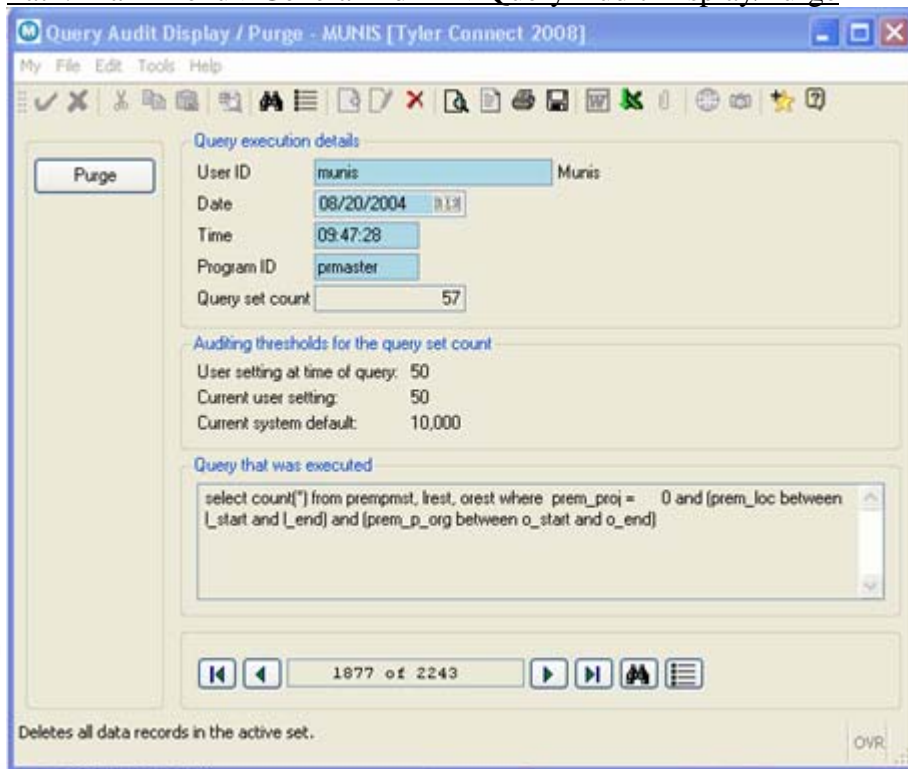 Query Audit Display / Purge - MUNIS [Tyler Connect 2008]
My File Edit Tools Help
Purge
Query execution details
User ID munis Munis
Date 08/20/2004
Time 09:47:28
Program ID prmaster
Query set count 57
Auditing thresholds for the query set count
User setting at time of query: 50
Current user setting: 50
Current system default: 10,000
Query that was executed
select count(*) from prempmst, lrest, orest where prem_proj = 0 and (prem_loc between
l_start and l_end) and (prem_p_org between o_start and o_end)
1877 of 2243
Deletes all data records in the active set.
OVR